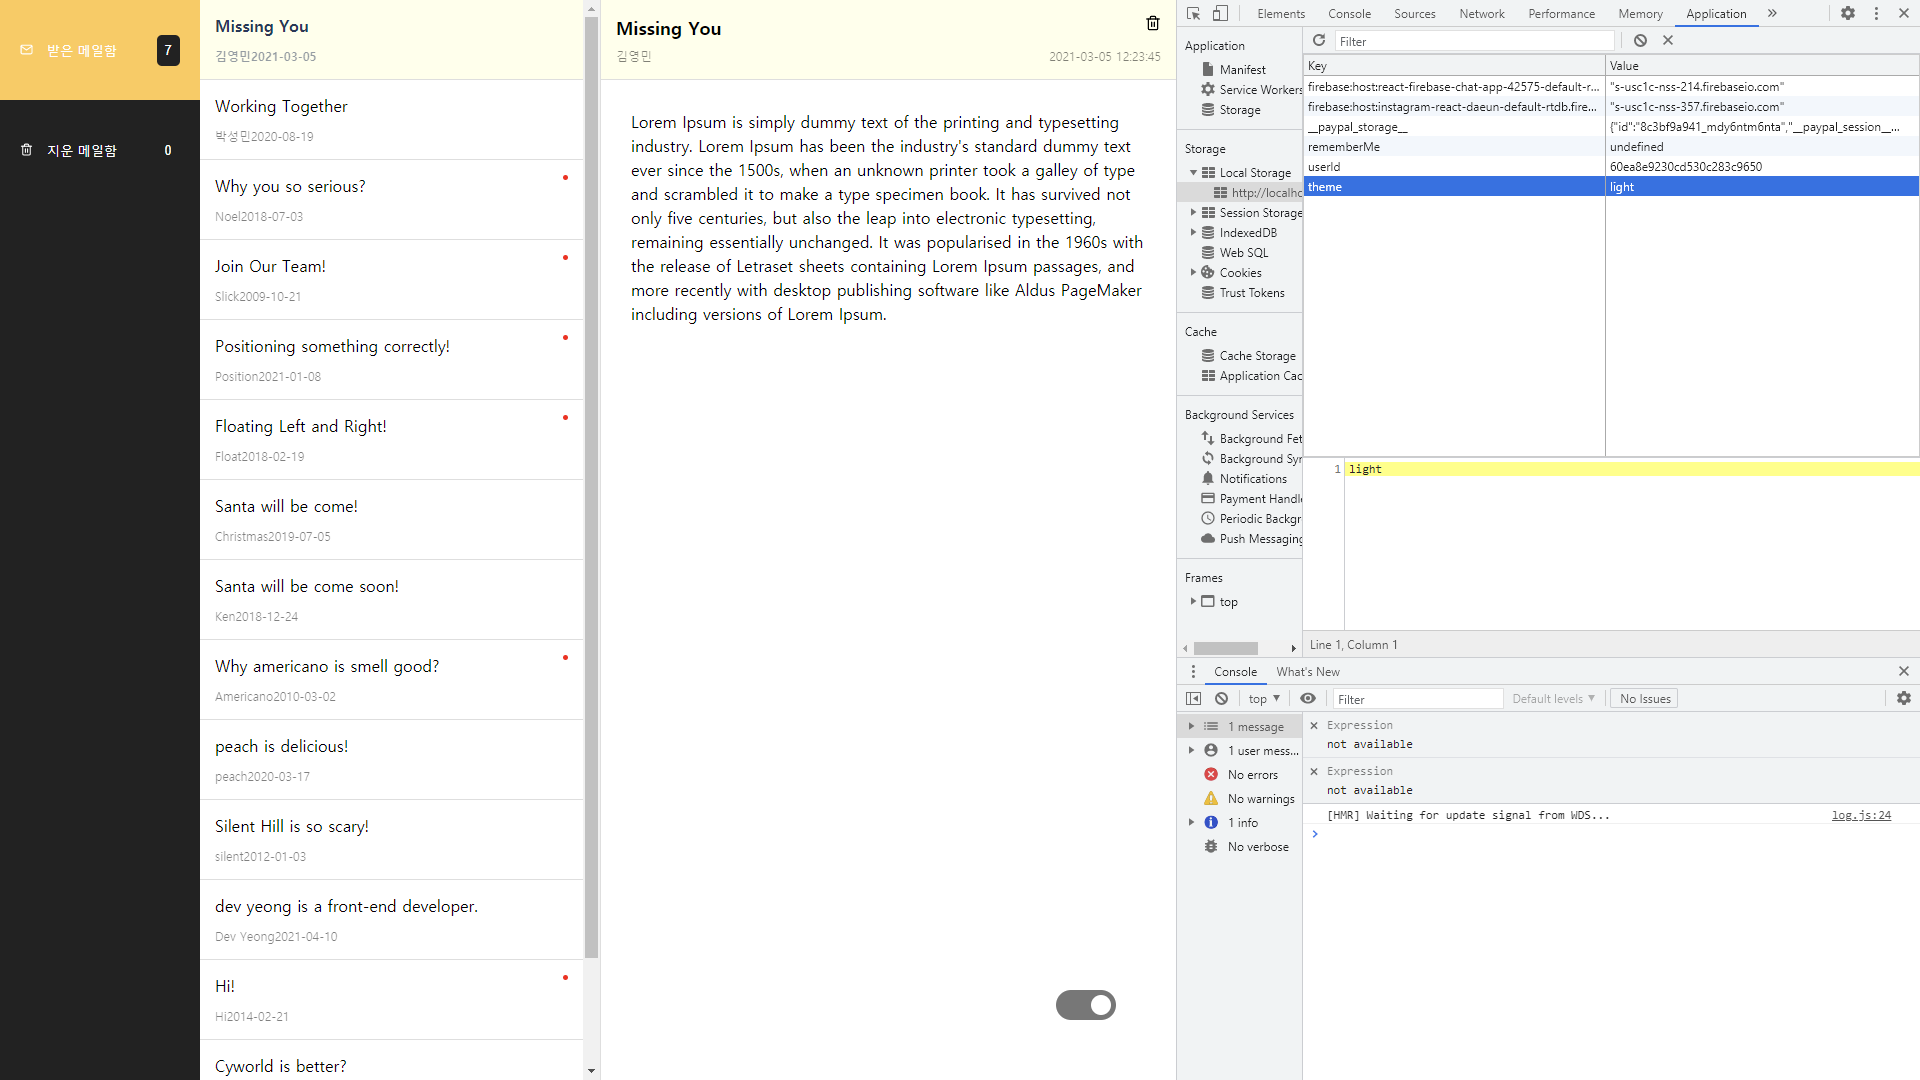 받은 메일함
7
지운 메일함
0
Missing You
김영민2021-03-05
Working Together
박성민2020-08-19
Why you so serious?
Noel2018-07-03
Join Our Team!
Slick2009-10-21
Positioning something correctly!
Position2021-01-08
Floating Left and Right!
Float2018-02-19
Santa will be come!
Christmas2019-07-05
Santa will be come soon!
Ken2018-12-24
Why americano is smell good?
Americano2010-03-02
peach is delicious!
peach2020-03-17
Silent Hill is so scary!
silent2012-01-03
dev yeong is a front-end developer.
Dev Yeong2021-04-10
Hi!
Hi2014-02-21
Cyworld is better?
Missing You
김영민
2021-03-05 12:23:45
Lorem Ipsum is simply dummy text of the printing and typesetting
industry. Lorem Ipsum has been the industry's standard dummy text
ever since the 1500s, when an unknown printer took a galley of type
and scrambled it to make a type specimen book. It has survived not
only five centuries, but also the leap into electronic typesetting,
remaining essentially unchanged. It was popularised in the 1960s with
the release of Letraset sheets containing Lorem Ipsum passages, and
more recently with desktop publishing software like Aldus PageMaker
including versions of Lorem Ipsum.
Elements Console Sources Network Performance Memory Application
Application
Manifest
Service Workers
Storage
Storage
Local Storage
http://localho
Session Storage
IndexedDB
Web SQL
Cookies
Trust Tokens
Cache
Cache Storage
Application Cac
Background Services
Background Fet
Background Syn
Notifications
Payment Handle
Periodic Backgr
Push Messaging
Frames
top
Filter
Key Value
firebase:host:react-firebase-chat-app-42575-default-r... "s-usc1c-nss-214.firebaseio.com"
firebase:host:instagram-react-daeun-default-rtdb.fire... "s-usc1c-nss-357.firebaseio.com"
__paypal_storage__ {"id":"8c3bf9a941_mdy6ntm6nta","__paypal_session__...
rememberMe undefined
userId 60ea8e9230cd530c283c9650
theme light
1 light
Line 1, Column 1
Console What's New
top Filter Default levels No Issues
1 message
1 user mess...
No errors
No warnings
1 info
No verbose
Expression
not available
Expression
not available
[HMR] Waiting for update signal from WDS... log.js:24